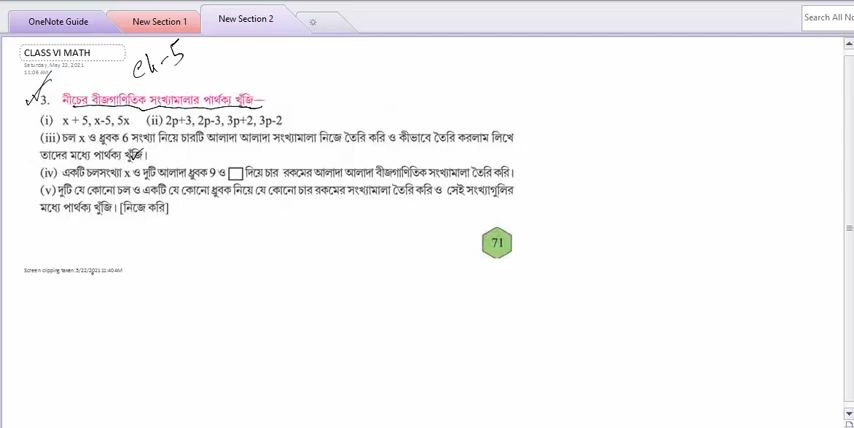 OneNote Guide
New Section 1
New Section 2
Search All No
CLASS VI MATH
Saturday, May 22, 2021
11:06 AM
ch-5
3. নীচের বীজগাণিতিক সংখ্যামালার পার্থক্য খুঁজি—
(i) x + 5, x-5, 5x (ii) 2p+3, 2p-3, 3p+2, 3p-2
(iii) চল x ও ধ্রুবক 6 সংখ্যা নিয়ে চারটি আলাদা আলাদা সংখ্যামালা নিজে তৈরি করি ও কীভাবে তৈরি করলাম লিখে
তাদের মধ্যে পার্থক্য খুঁজি।
(iv) একটি চলসংখ্যা x ও দুটি আলাদা ধ্রুবক 9 ও □ দিয়ে চার রকমের আলাদা আলাদা বীজগাণিতিক সংখ্যামালা তৈরি করি।
(v) দুটি যে কোনো চল ও একটি যে কোনো ধ্রুবক নিয়ে যে কোনো চার রকমের সংখ্যামালা তৈরি করি ও সেই সংখ্যাগুলির
মধ্যে পার্থক্য খুঁজি। [নিজে করি]
71
Screen clipping taken: 5/22/2021 11:40 AM